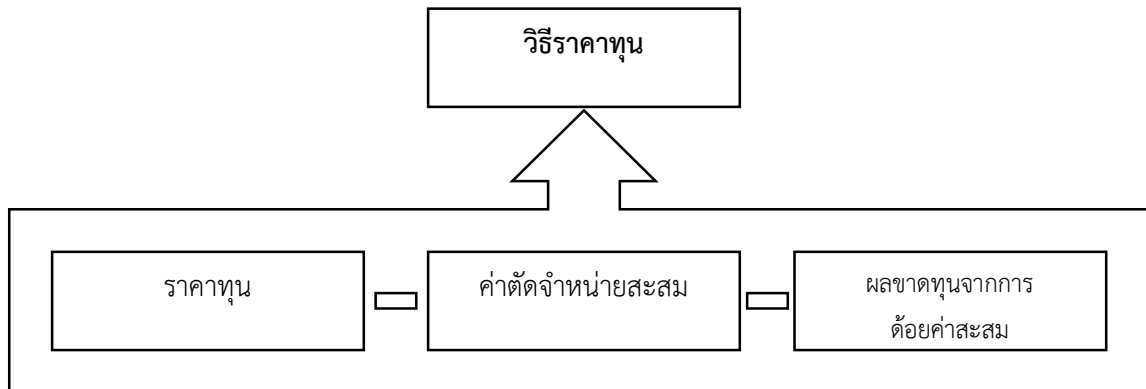 วิธีราคาทุน
ราคาทุน
ค่าตัดจำหน่ายสะสม
ผลขาดทุนจากการ
ด้อยค่าสะสม